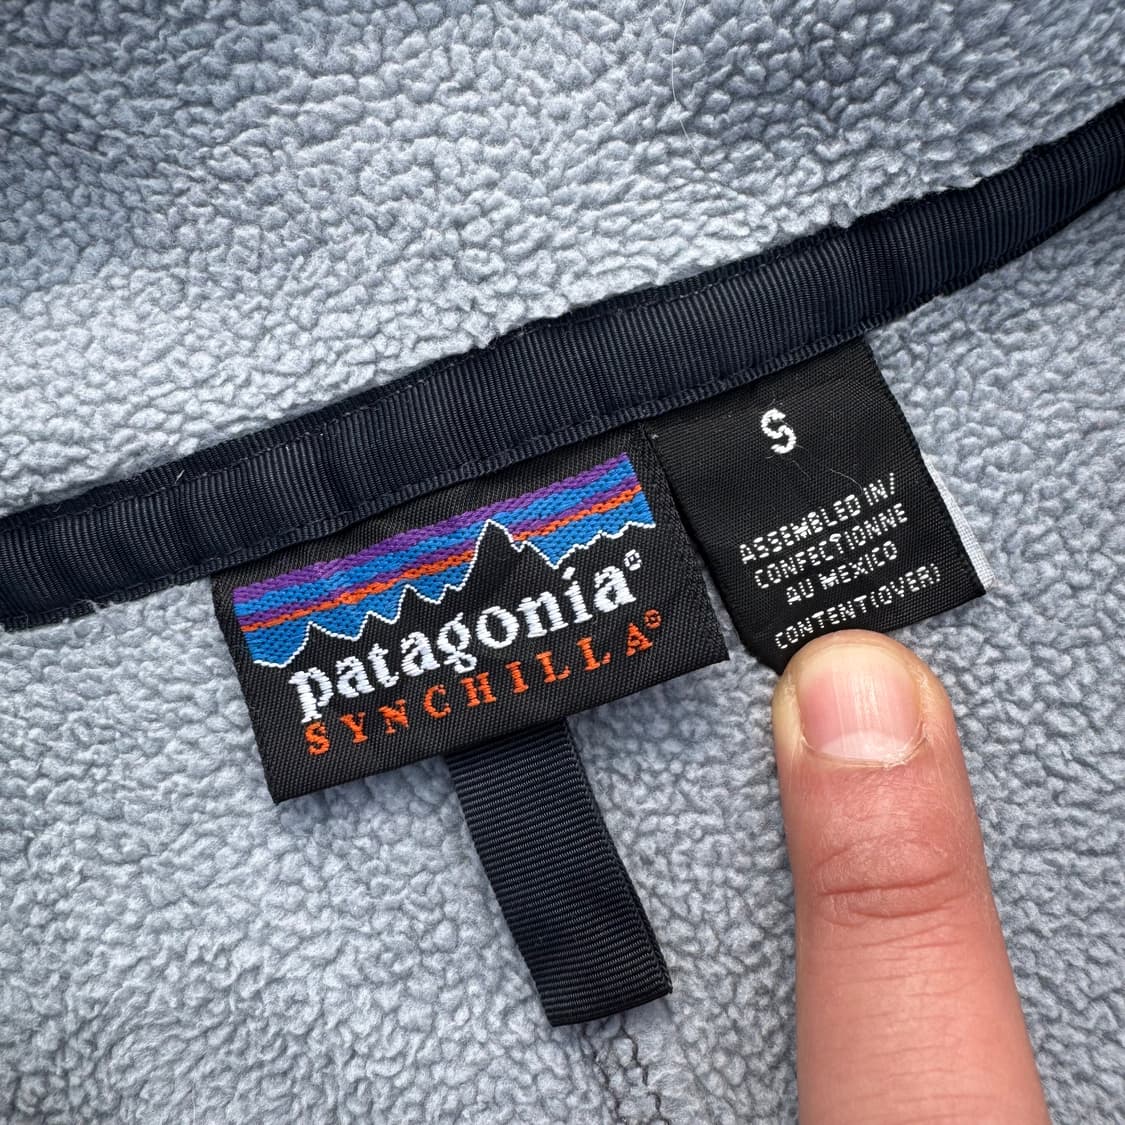 patagonia®
SYNCHILLA®
S
ASSEMBLED IN/
CONFECTIONNE
AU MEXICO
CONTENT(OVER)